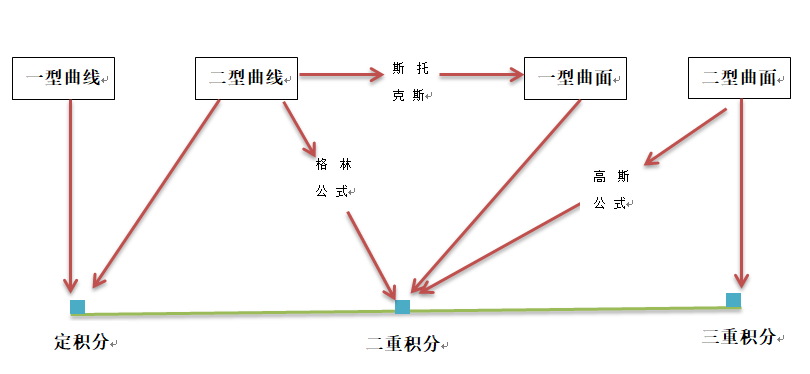 一型曲线
二型曲线
斯 托
克 斯
一型曲面
二型曲面
格 林
公 式
高 斯
公 式
定积分
二重积分
三重积分